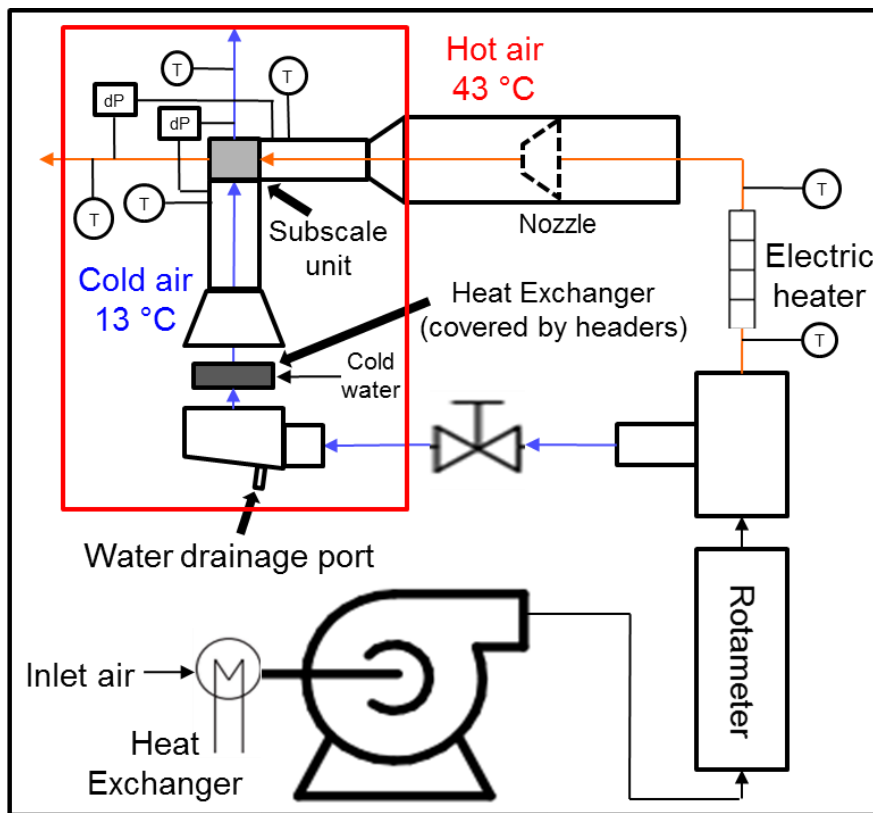 T
T
Hot air
43 °C
dP
dP
T
T
T
Nozzle
Subscale
unit
Electric
heater
Cold air
13 °C
Heat Exchanger
(covered by headers)
T
Cold
water
Water drainage port
Rotameter
Inlet air
Heat
Exchanger